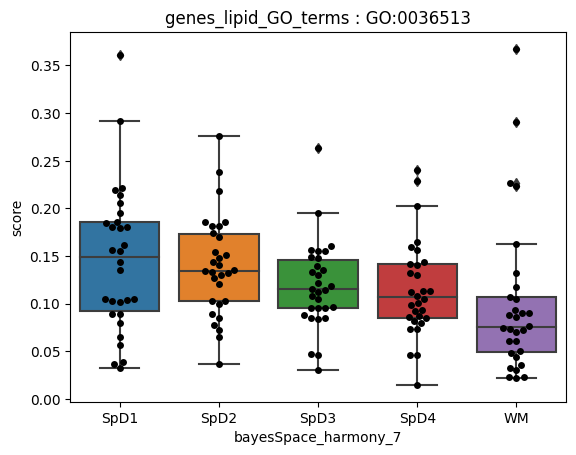 genes_lipid_GO_terms : GO:0036513
score
0.35
0.30
0.25
0.20
0.15
0.10
0.05
0.00
SpD1 SpD2 SpD3 SpD4 WM
bayesSpace_harmony_7